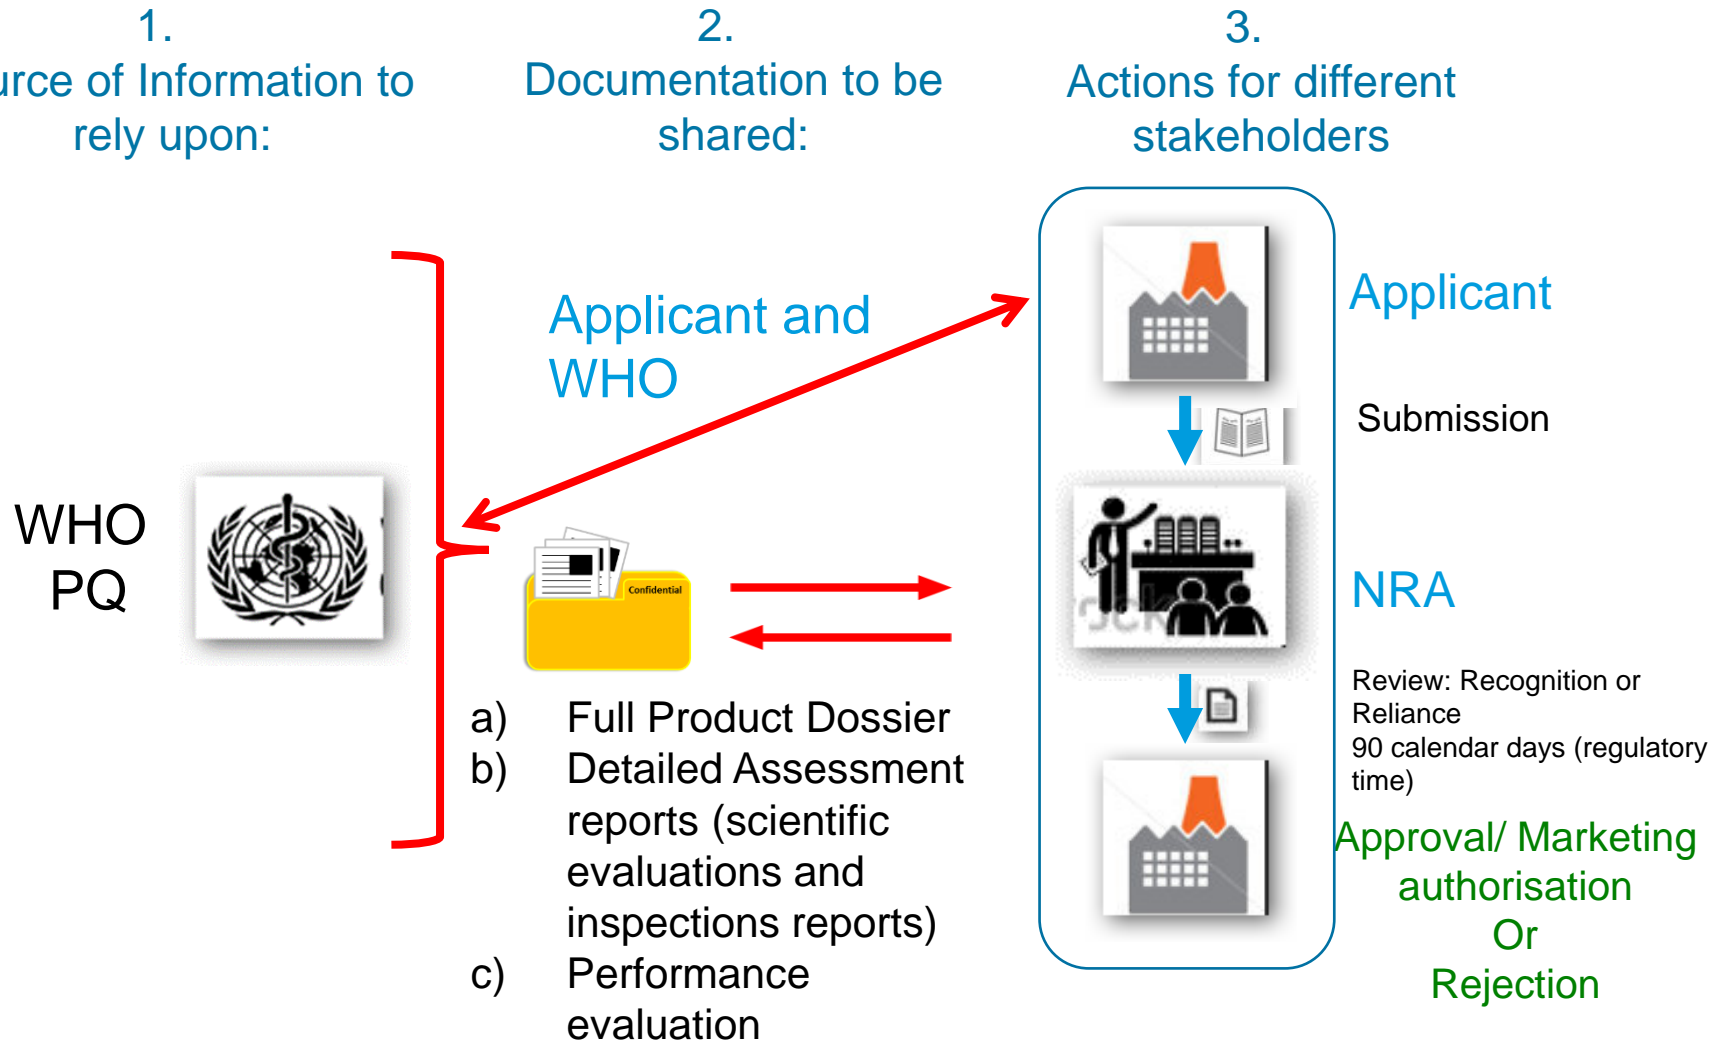 1.
urce of Information to
rely upon:
2.
Documentation to be
shared:
3.
Actions for different
stakeholders
WHO
PQ
Applicant and
WHO
Confidential
a) Full Product Dossier
b) Detailed Assessment
reports (scientific
evaluations and
inspections reports)
c) Performance
evaluation
Applicant
Submission
NRA
Review: Recognition or
Reliance
90 calendar days (regulatory
time)
Approval/ Marketing
authorisation
Or
Rejection